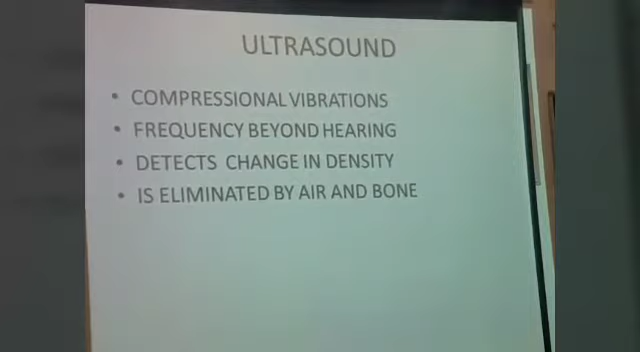 ULTRASOUND
• COMPRESSIONAL VIBRATIONS
• FREQUENCY BEYOND HEARING
• DETECTS CHANGE IN DENSITY
• IS ELIMINATED BY AIR AND BONE